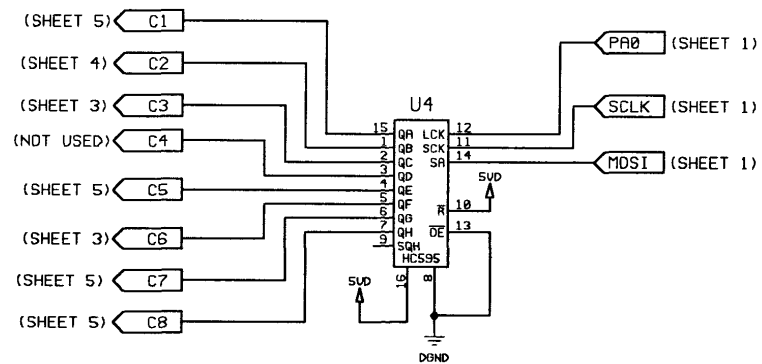 (SHEET 5) C1
(SHEET 4) C2
(SHEET 3) C3
(NOT USED) C4
(SHEET 5) C5
(SHEET 3) C6
(SHEET 5) C7
(SHEET 5) C8
U4
15 QA LCK 12
1 QB SCK 11
2 QC SA 14
3 QD
4 QE
5 QF R 10
6 QG
7 QH OE 13
9 SQH
HC595
16 8
5VD
5VD
DGND
PA0 (SHEET 1)
SCLK (SHEET 1)
MDSI (SHEET 1)